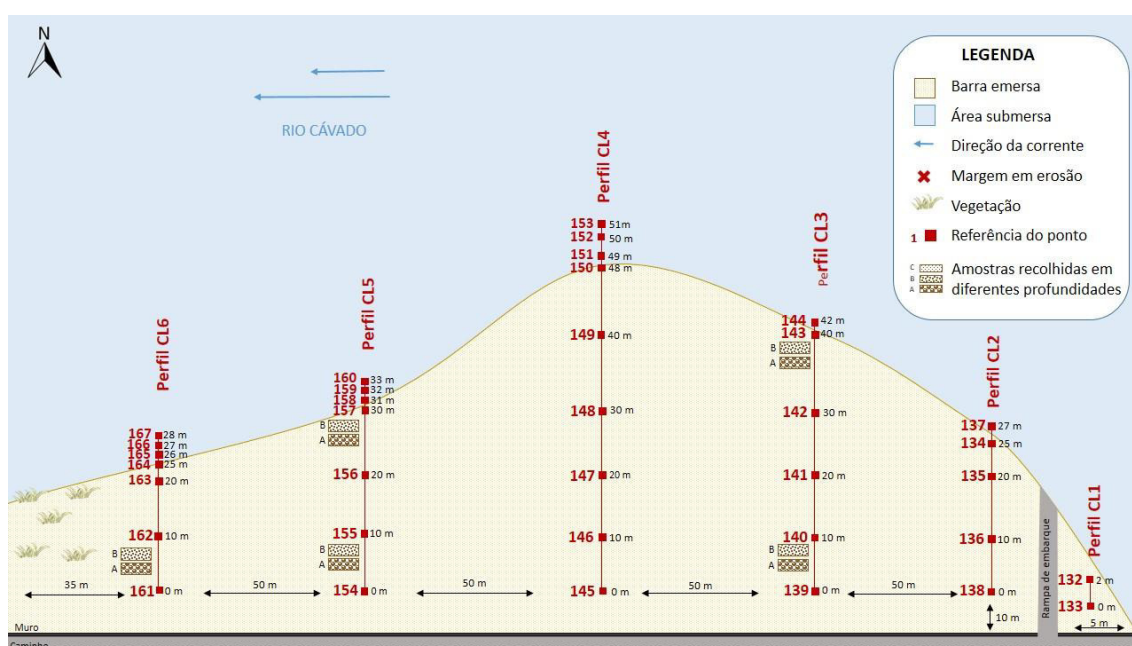 N
RIO CÁVADO
LEGENDA
Barra emersa
Área submersa
Direção da corrente
Margem em erosão
Vegetação
1 Referência do ponto
C
B
A
Amostras recolhidas em
diferentes profundidades
Perfil CL6
167 28 m
166 27 m
165 26 m
164 25 m
163 20 m
162 10 m
B
A
161 0 m
Perfil CL5
160 33 m
159 32 m
158 31 m
157 30 m
B
A
156 20 m
155 10 m
B
A
154 0 m
Perfil CL4
153 51m
152 50 m
151 49 m
150 48 m
149 40 m
148 30 m
147 20 m
146 10 m
145 0 m
Perfil CL3
144 42 m
143 40 m
B
A
142 30 m
141 20 m
140 10 m
B
A
139 0 m
Perfil CL2
137 27 m
134 25 m
135 20 m
136 10 m
138 0 m
Perfil CL1
132 2 m
133 0 m
Rampa de embarque
35 m
50 m
50 m
50 m
50 m
10 m
5 m
Muro
Caminho